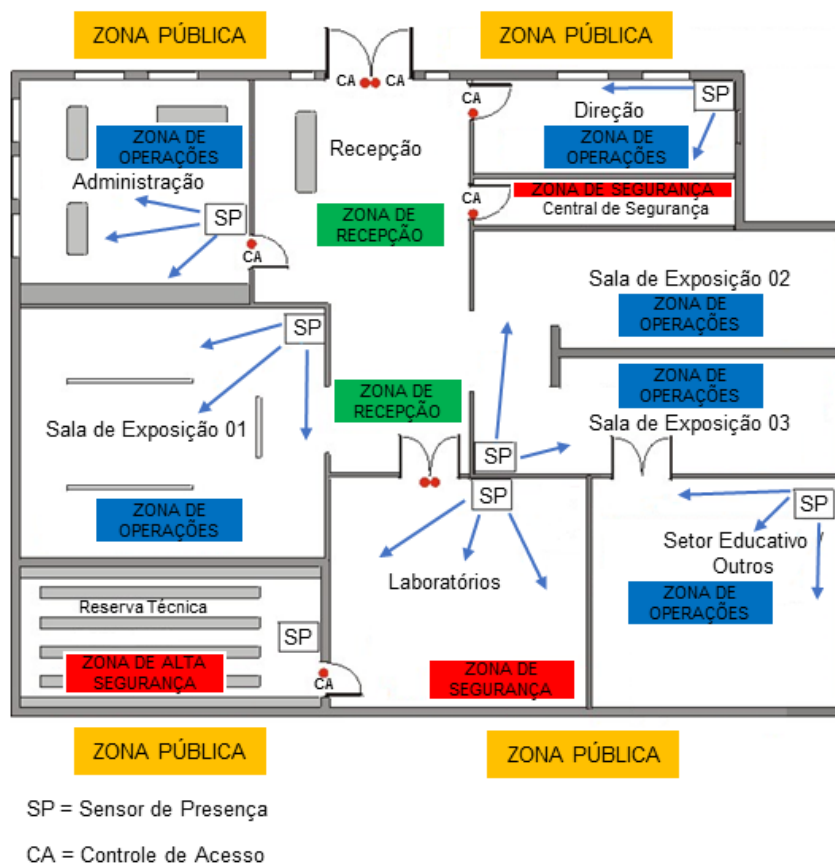 ZONA PÚBLICA
ZONA PÚBLICA
CA
CA
CA
SP
Direção
ZONA DE
OPERAÇÕES
ZONA DE
OPERAÇÕES
Administração
Recepção
SP
CA
ZONA DE
RECEPÇÃO
CA
ZONA DE SEGURANÇA
Central de Segurança
Sala de Exposição 02
ZONA DE
OPERAÇÕES
SP
ZONA DE
RECEPÇÃO
ZONA DE
OPERAÇÕES
Sala de Exposição 03
Sala de Exposição 01
SP
ZONA DE
OPERAÇÕES
SP
Laboratórios
SP
Setor Educativo /
Outros
ZONA DE
OPERAÇÕES
Reserva Técnica
SP
ZONA DE ALTA
SEGURANÇA
CA
ZONA DE
SEGURANÇA
ZONA PÚBLICA
ZONA PÚBLICA
SP = Sensor de Presença
CA = Controle de Acesso